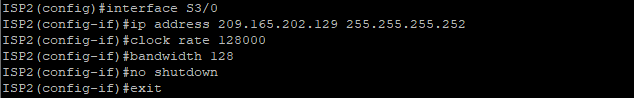 ISP2(config)#interface S3/0
ISP2(config-if)#ip address 209.165.202.129 255.255.255.252
ISP2(config-if)#clock rate 128000
ISP2(config-if)#bandwidth 128
ISP2(config-if)#no shutdown
ISP2(config-if)#exit